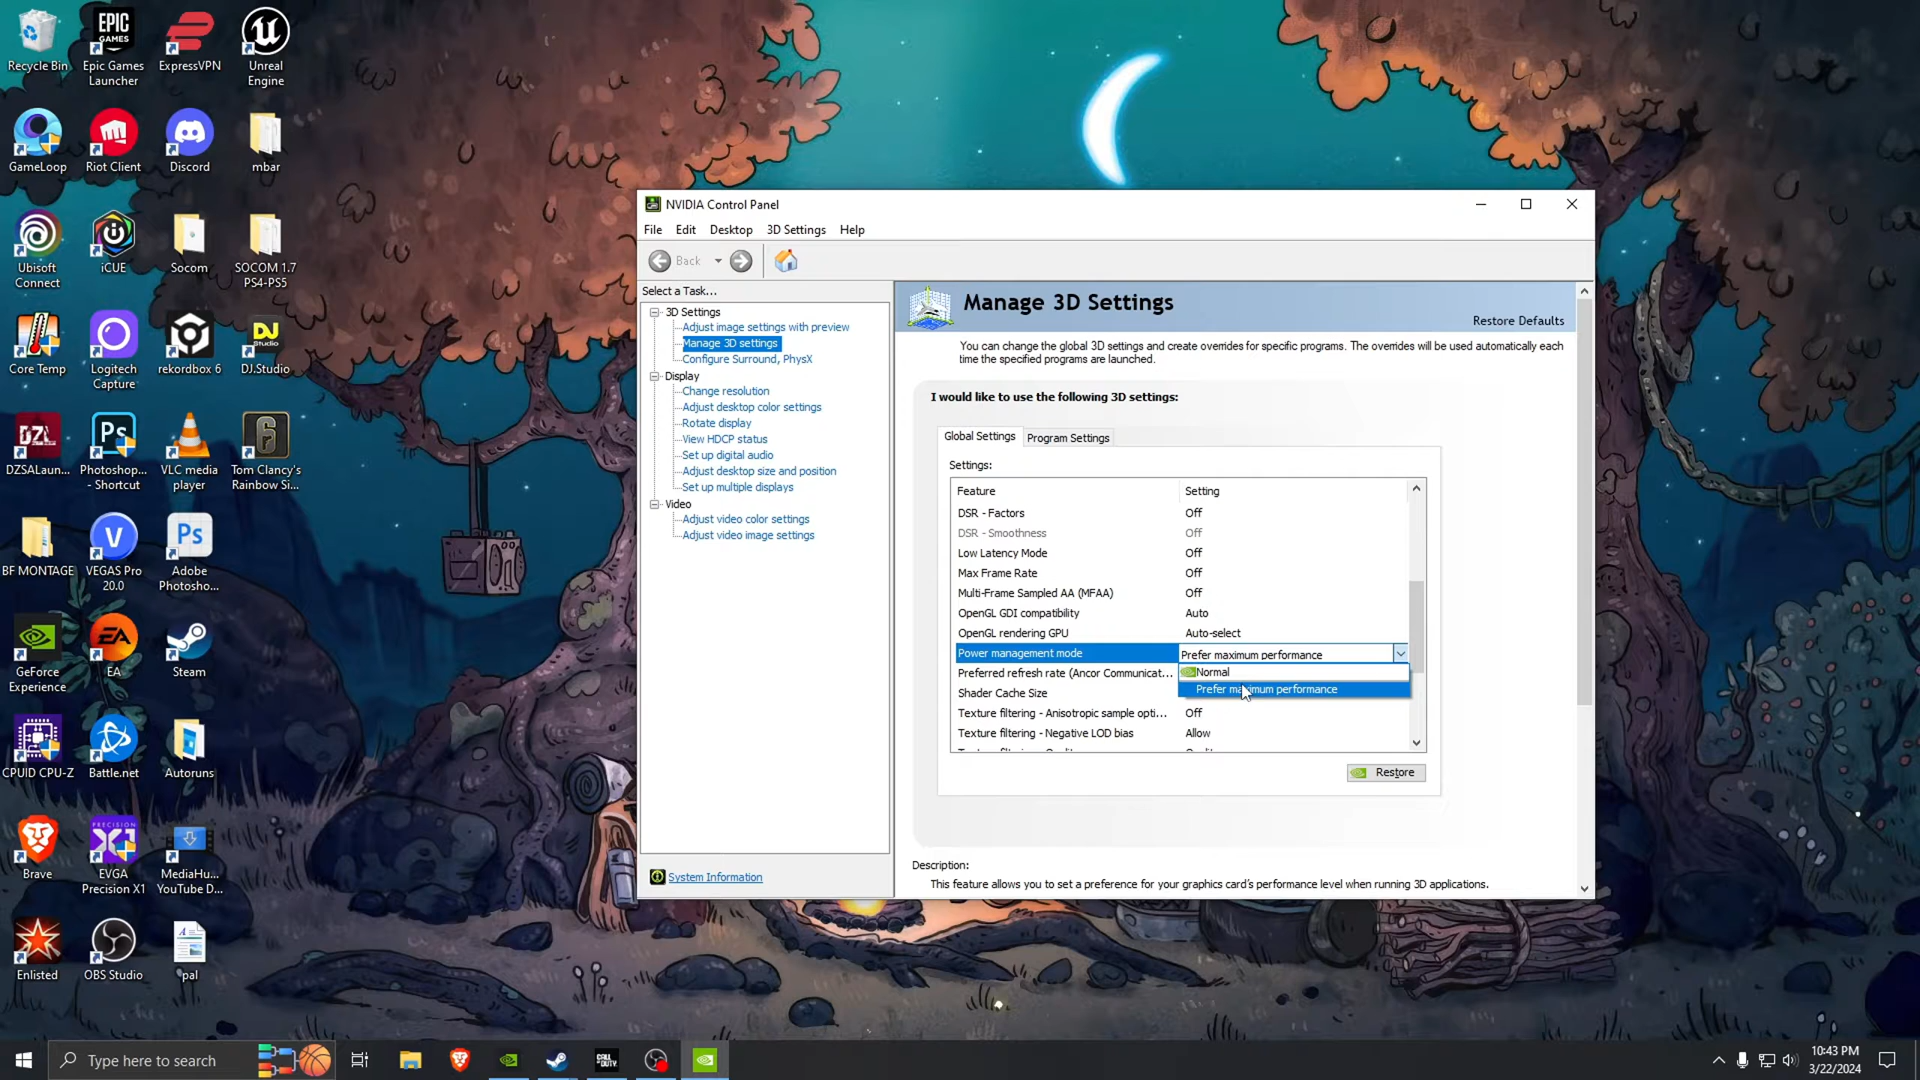 Recycle Bin
Epic Games
Launcher
ExpressVPN
Unreal
Engine
GameLoop
Riot Client
Discord
mbar
Ubisoft
Connect
iCUE
Socom
SOCOM 1.7
PS4-PS5
Core Temp
Logitech
Capture
rekordbox 6
DJ.Studio
DZSALaun...
Photoshop...
- Shortcut
VLC media
player
Tom Clancy's
Rainbow Si...
BF MONTAGE
VEGAS Pro
20.0
Adobe
Photosho...
GeForce
Experience
EA
Steam
CPUID CPU-Z
Battle.net
Autoruns
Brave
EVGA
Precision X1
MediaHu...
YouTube D...
Enlisted
OBS Studio
pal
EPIC
GAMES
DJ
Studio
DZL
Ps
6
V
Ps
EA
PRECISION
X1
NVIDIA Control Panel
File Edit Desktop 3D Settings Help
Back
Select a Task...
3D Settings
Adjust image settings with preview
Manage 3D settings
Configure Surround, PhysX
Display
Change resolution
Adjust desktop color settings
Rotate display
View HDCP status
Set up digital audio
Adjust desktop size and position
Set up multiple displays
Video
Adjust video color settings
Adjust video image settings
System Information
Manage 3D Settings
Restore Defaults
You can change the global 3D settings and create overrides for specific programs. The overrides will be used automatically each
time the specified programs are launched.
I would like to use the following 3D settings:
Global Settings Program Settings
Settings:
Feature Setting
DSR - Factors Off
DSR - Smoothness Off
Low Latency Mode Off
Max Frame Rate Off
Multi-Frame Sampled AA (MFAA) Off
OpenGL GDI compatibility Auto
OpenGL rendering GPU Auto-select
Power management mode Prefer maximum performance
Normal
Preferred refresh rate (Ancor Communicat...
Prefer maximum performance
Shader Cache Size
Texture filtering - Anisotropic sample opti... Off
Texture filtering - Negative LOD bias Allow
Restore
Description:
This feature allows you to set a preference for your graphics card's performance level when running 3D applications.
Type here to search
CALL OF DUTY
10:43 PM
3/22/2024